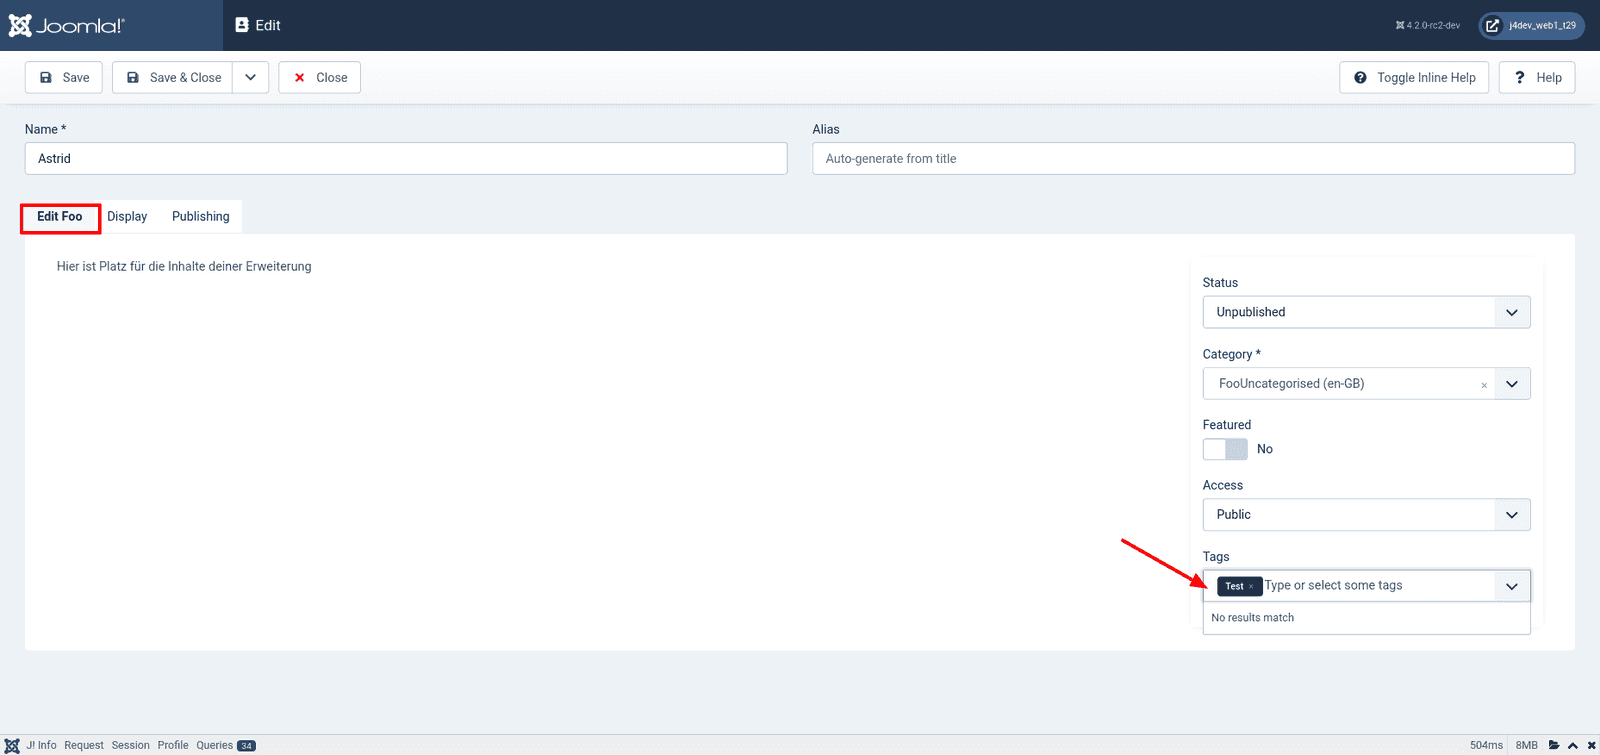 Joomla!®
Edit
4.2.0-rc2-dev
j4dev_web1_t29
Save
Save & Close
Close
Toggle Inline Help
? Help
Name *
Alias
Astrid
Auto-generate from title
Edit Foo
Display
Publishing
Hier ist Platz für die Inhalte deiner Erweiterung
Status
Unpublished
Category *
FooUncategorised (en-GB) ×
Featured
No
Access
Public
Tags
Test × Type or select some tags
No results match
J! Info Request Session Profile Queries 34
504ms 8MB